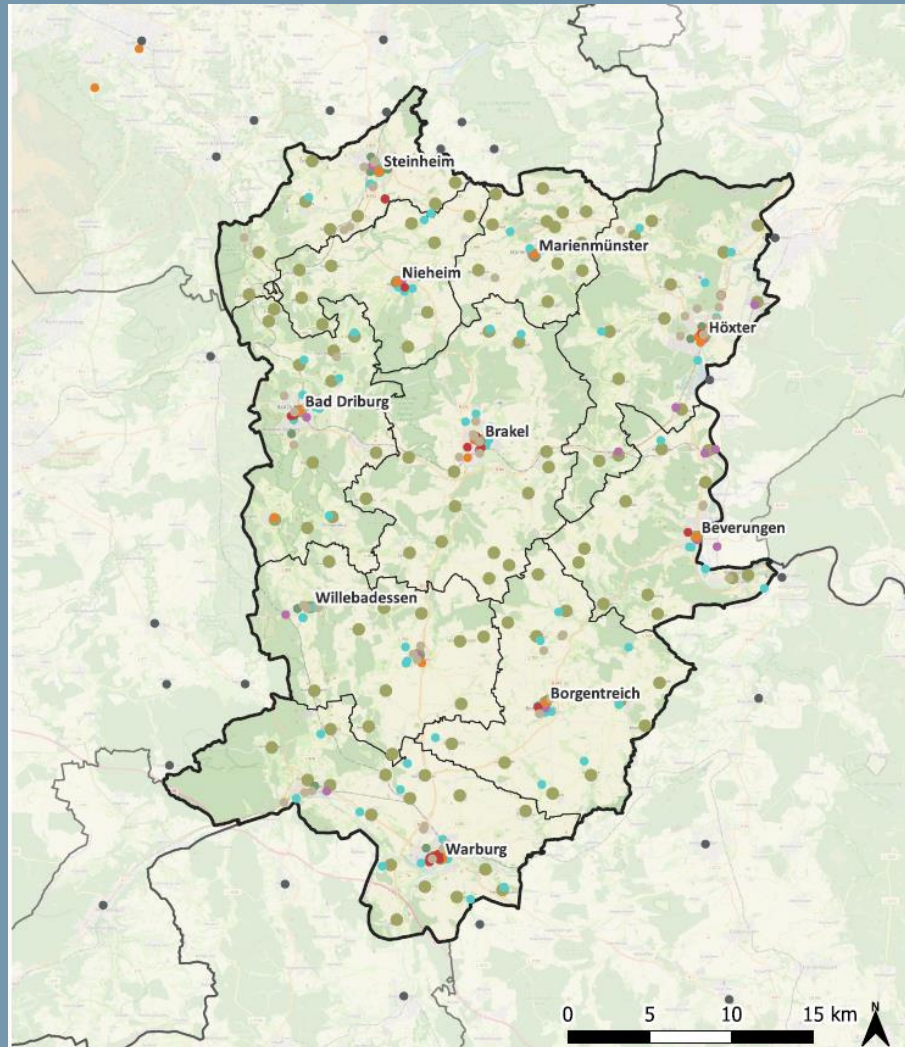 Steinheim
Marienmünster
Nieheim
Höxter
Bad Driburg
Brakel
Beverungen
Willebadessen
Borgentreich
Warburg
0 5 10 15 km
N